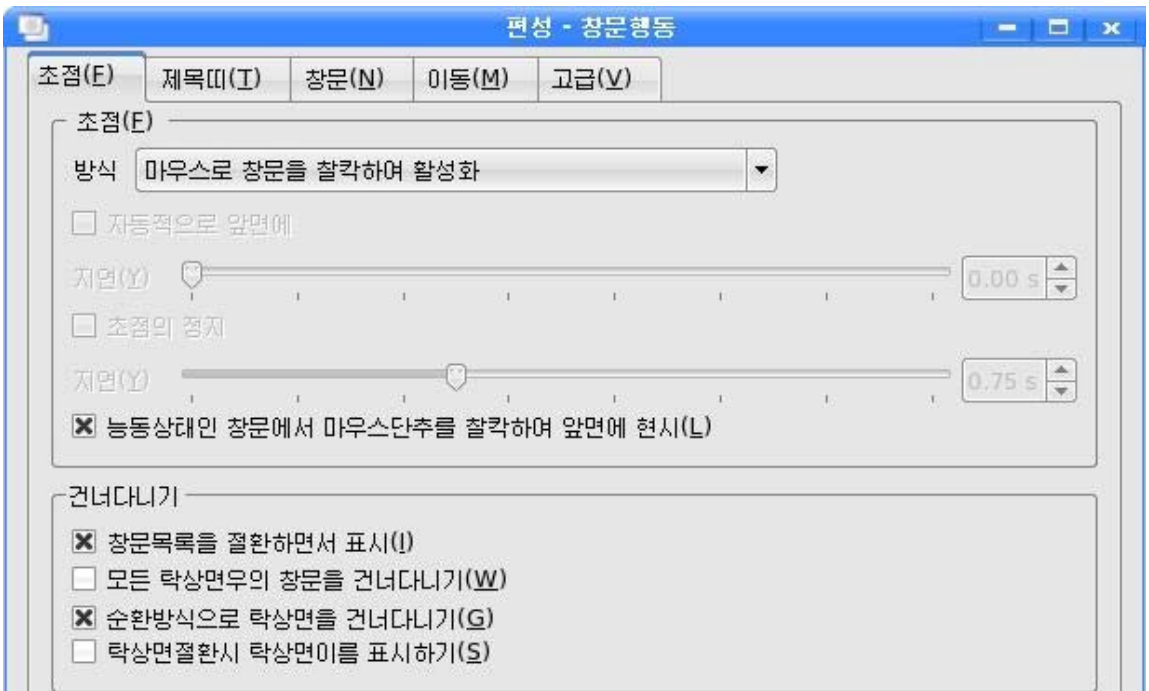 편성 - 창문행동
초점(F) 제목띠(T) 창문(N) 이동(M) 고급(V)
초점(F)
방식 마우스로 창문을 찰칵하여 활성화
자동적으로 앞면에
지연(Y) 0.00 s
초점의 정지
지연(Y) 0.75 s
능동상태인 창문에서 마우스단추를 찰칵하여 앞면에 현시(L)
건너다니기
창문목록을 절환하면서 표시(I)
모든 탁상면우의 창문을 건너다니기(W)
순환방식으로 탁상면을 건너다니기(G)
탁상면절환시 탁상면이름 표시하기(S)